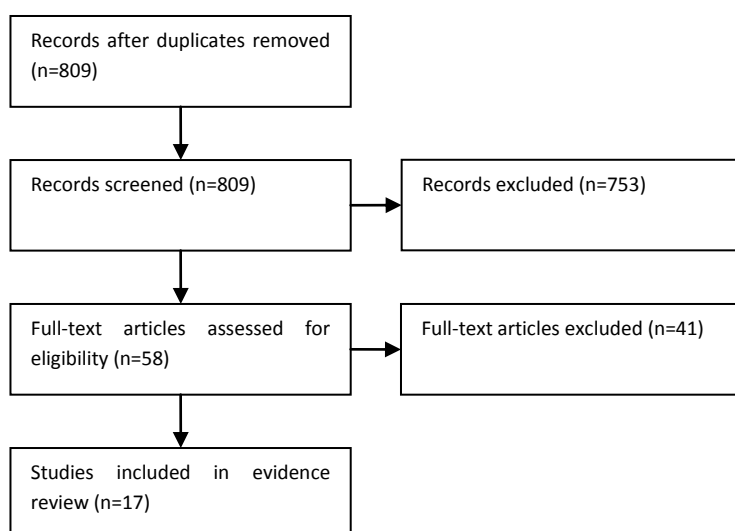 Records after duplicates removed
(n=809)
Records screened (n=809)
Records excluded (n=753)
Full-text articles assessed for
eligibility (n=58)
Full-text articles excluded (n=41)
Studies included in evidence
review (n=17)